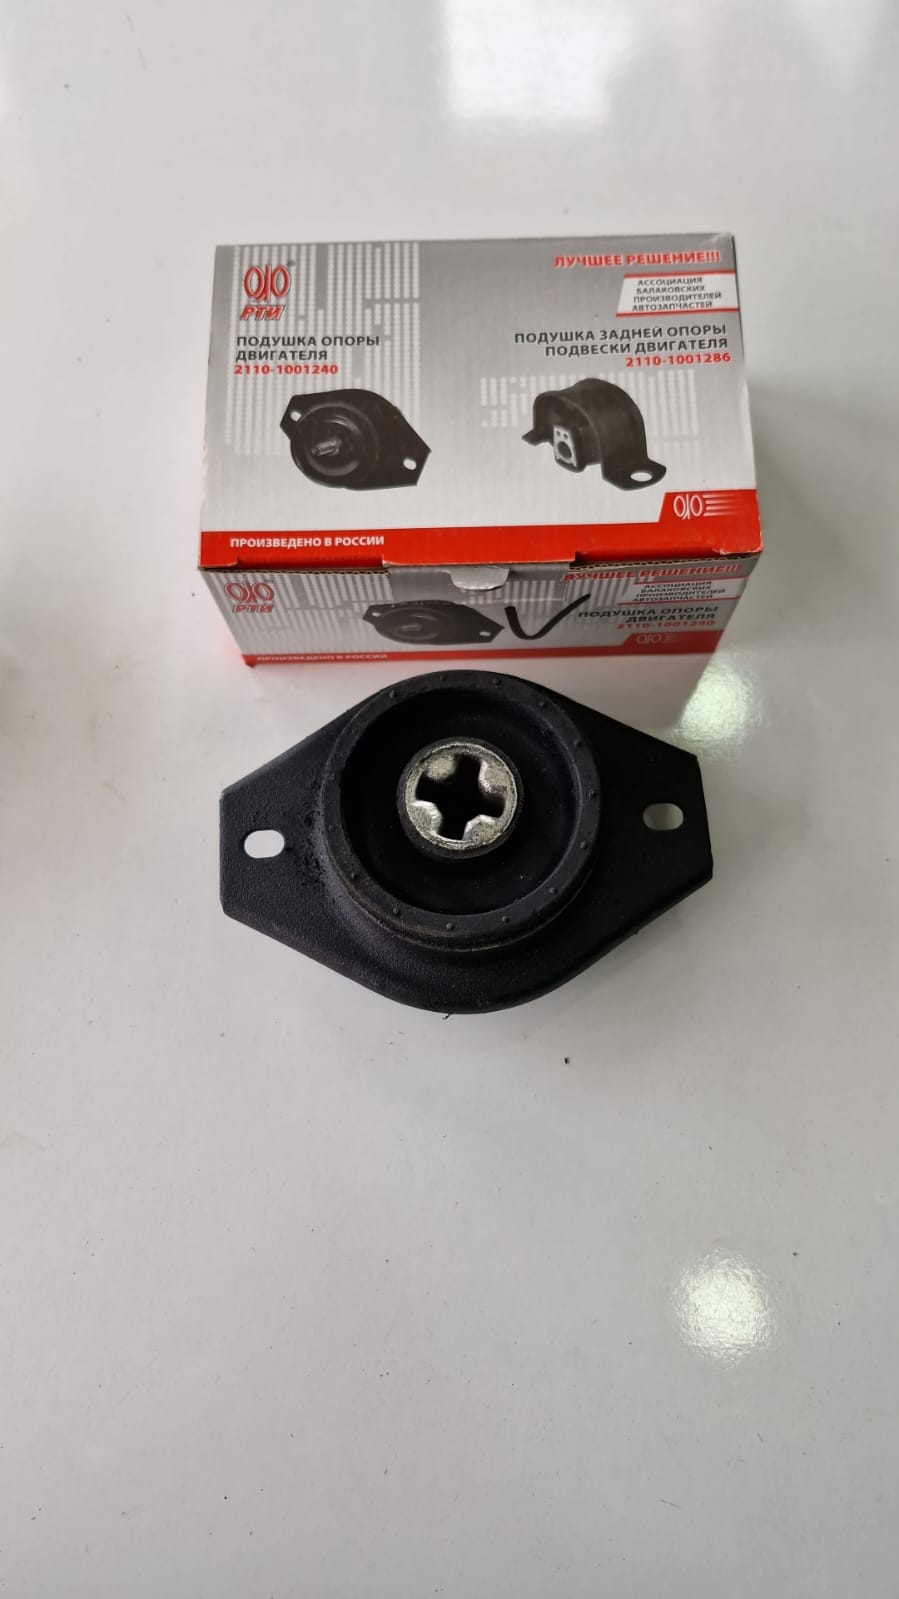 ЛУЧШЕЕ РЕШЕНИЕ!!!
АССОЦИАЦИЯ
БАЛАКОВСКИХ
ПРОИЗВОДИТЕЛЕЙ
АВТОЗАПЧАСТЕЙ
РТИ
ПОДУШКА ОПОРЫ
ДВИГАТЕЛЯ
2110-1001240
ПОДУШКА ЗАДНЕЙ ОПОРЫ
ПОДВЕСКИ ДВИГАТЕЛЯ
2110-1001286
ПРОИЗВЕДЕНО В РОССИИ
ЛУЧШЕЕ РЕШЕНИЕ!!!
АССОЦИАЦИЯ
БАЛАКОВСКИХ
ПРОИЗВОДИТЕЛЕЙ
АВТОЗАПЧАСТЕЙ
РТИ
ПОДУШКА ОПОРЫ
ДВИГАТЕЛЯ
2110-1001240
ПРОИЗВЕДЕНО В РОССИИ